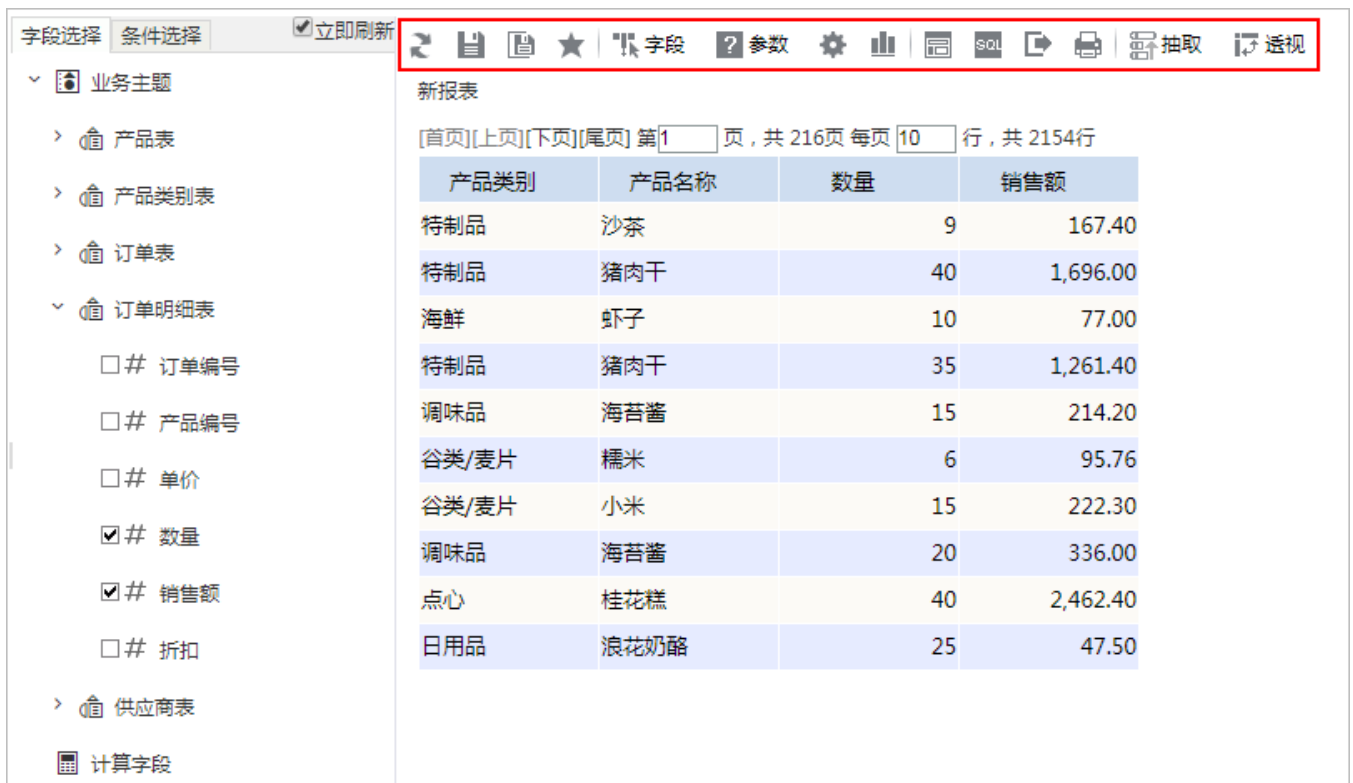 字段选择 条件选择 立即刷新
字段 ? 参数 SQL 抽取 透视
业务主题
产品表
产品类别表
订单表
订单明细表
# 订单编号
# 产品编号
# 单价
# 数量
# 销售额
# 折扣
供应商表
计算字段
新报表
[首页][上页][下页][尾页] 第1 页，共 216页 每页 10 行，共 2154行
产品类别 产品名称 数量 销售额
特制品 沙茶 9 167.40
特制品 猪肉干 40 1,696.00
海鲜 虾子 10 77.00
特制品 猪肉干 35 1,261.40
调味品 海苔酱 15 214.20
谷类/麦片 糯米 6 95.76
谷类/麦片 小米 15 222.30
调味品 海苔酱 20 336.00
点心 桂花糕 40 2,462.40
日用品 浪花奶酪 25 47.50